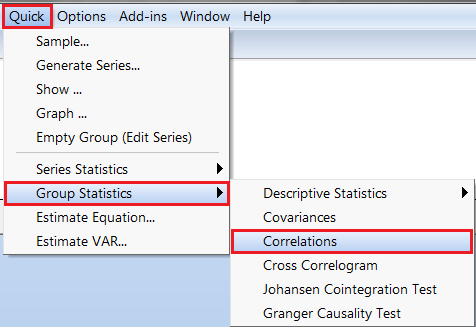 Quick Options Add-ins Window Help
Sample...
Generate Series...
Show ...
Graph ...
Empty Group (Edit Series)
Series Statistics
Group Statistics
Estimate Equation...
Estimate VAR...
Descriptive Statistics
Covariances
Correlations
Cross Correlogram
Johansen Cointegration Test
Granger Causality Test